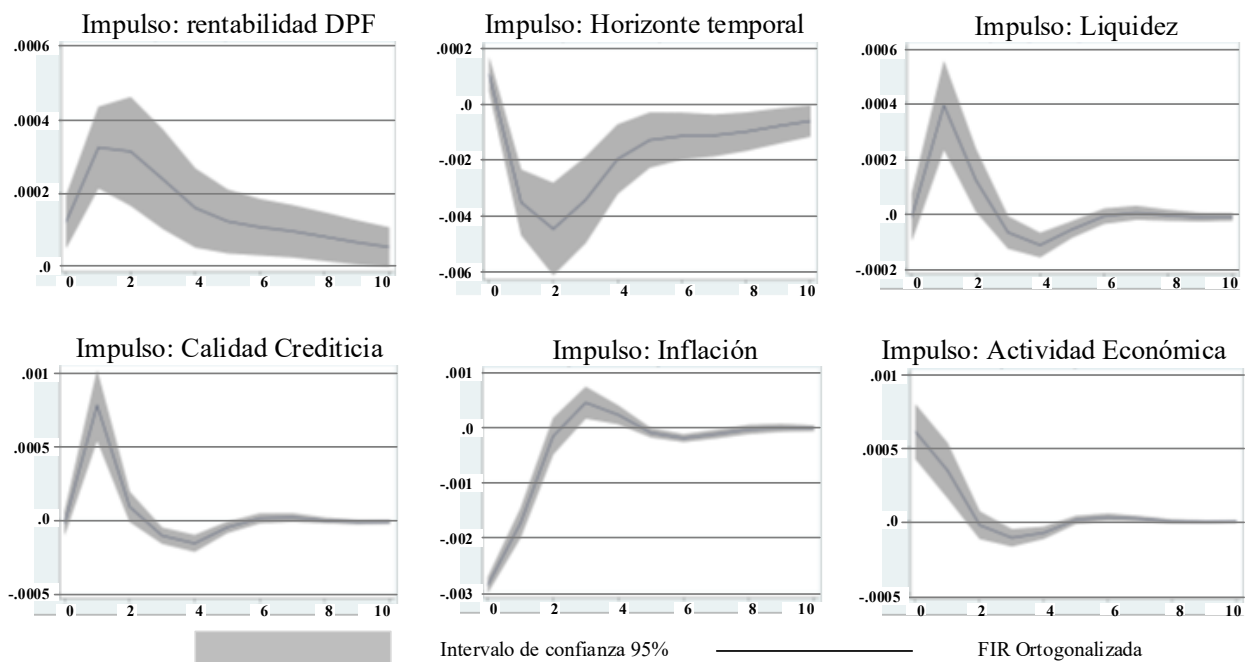 Impulso: rentabilidad DPF
.0006
.0004
.0002
.0
0 2 4 6 8 10
Impulso: Horizonte temporal
.0002
.0
-.002
-.004
-.006
0 2 4 6 8 10
Impulso: Liquidez
.0006
.0004
.0002
.0
-.0002
0 2 4 6 8 10
Impulso: Calidad Crediticia
.001
.0005
.0
-.0005
0 2 4 6 8 10
Impulso: Inflación
.001
.0
-.001
-.002
-.003
0 2 4 6 8 10
Impulso: Actividad Económica
.001
.0005
.0
-.0005
0 2 4 6 8 10
Intervalo de confianza 95%
FIR Ortogonalizada